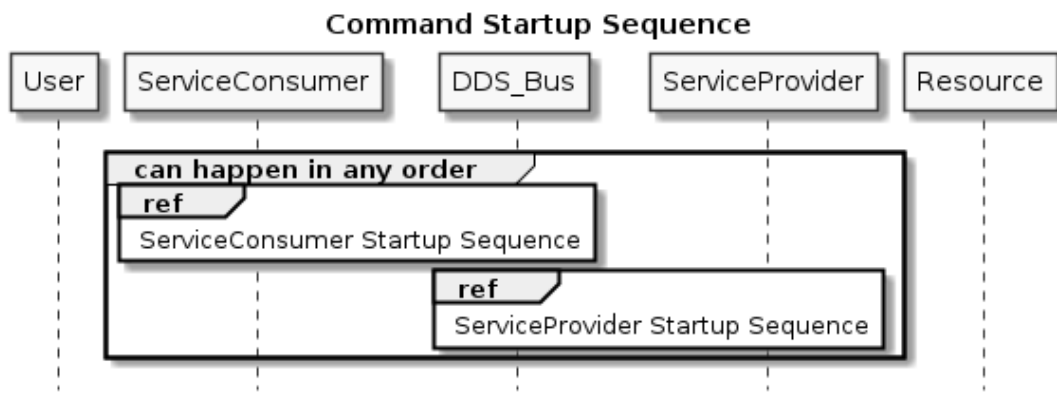 Command Startup Sequence
User
ServiceConsumer
DDS_Bus
ServiceProvider
Resource
can happen in any order
ref
ServiceConsumer Startup Sequence
ref
ServiceProvider Startup Sequence